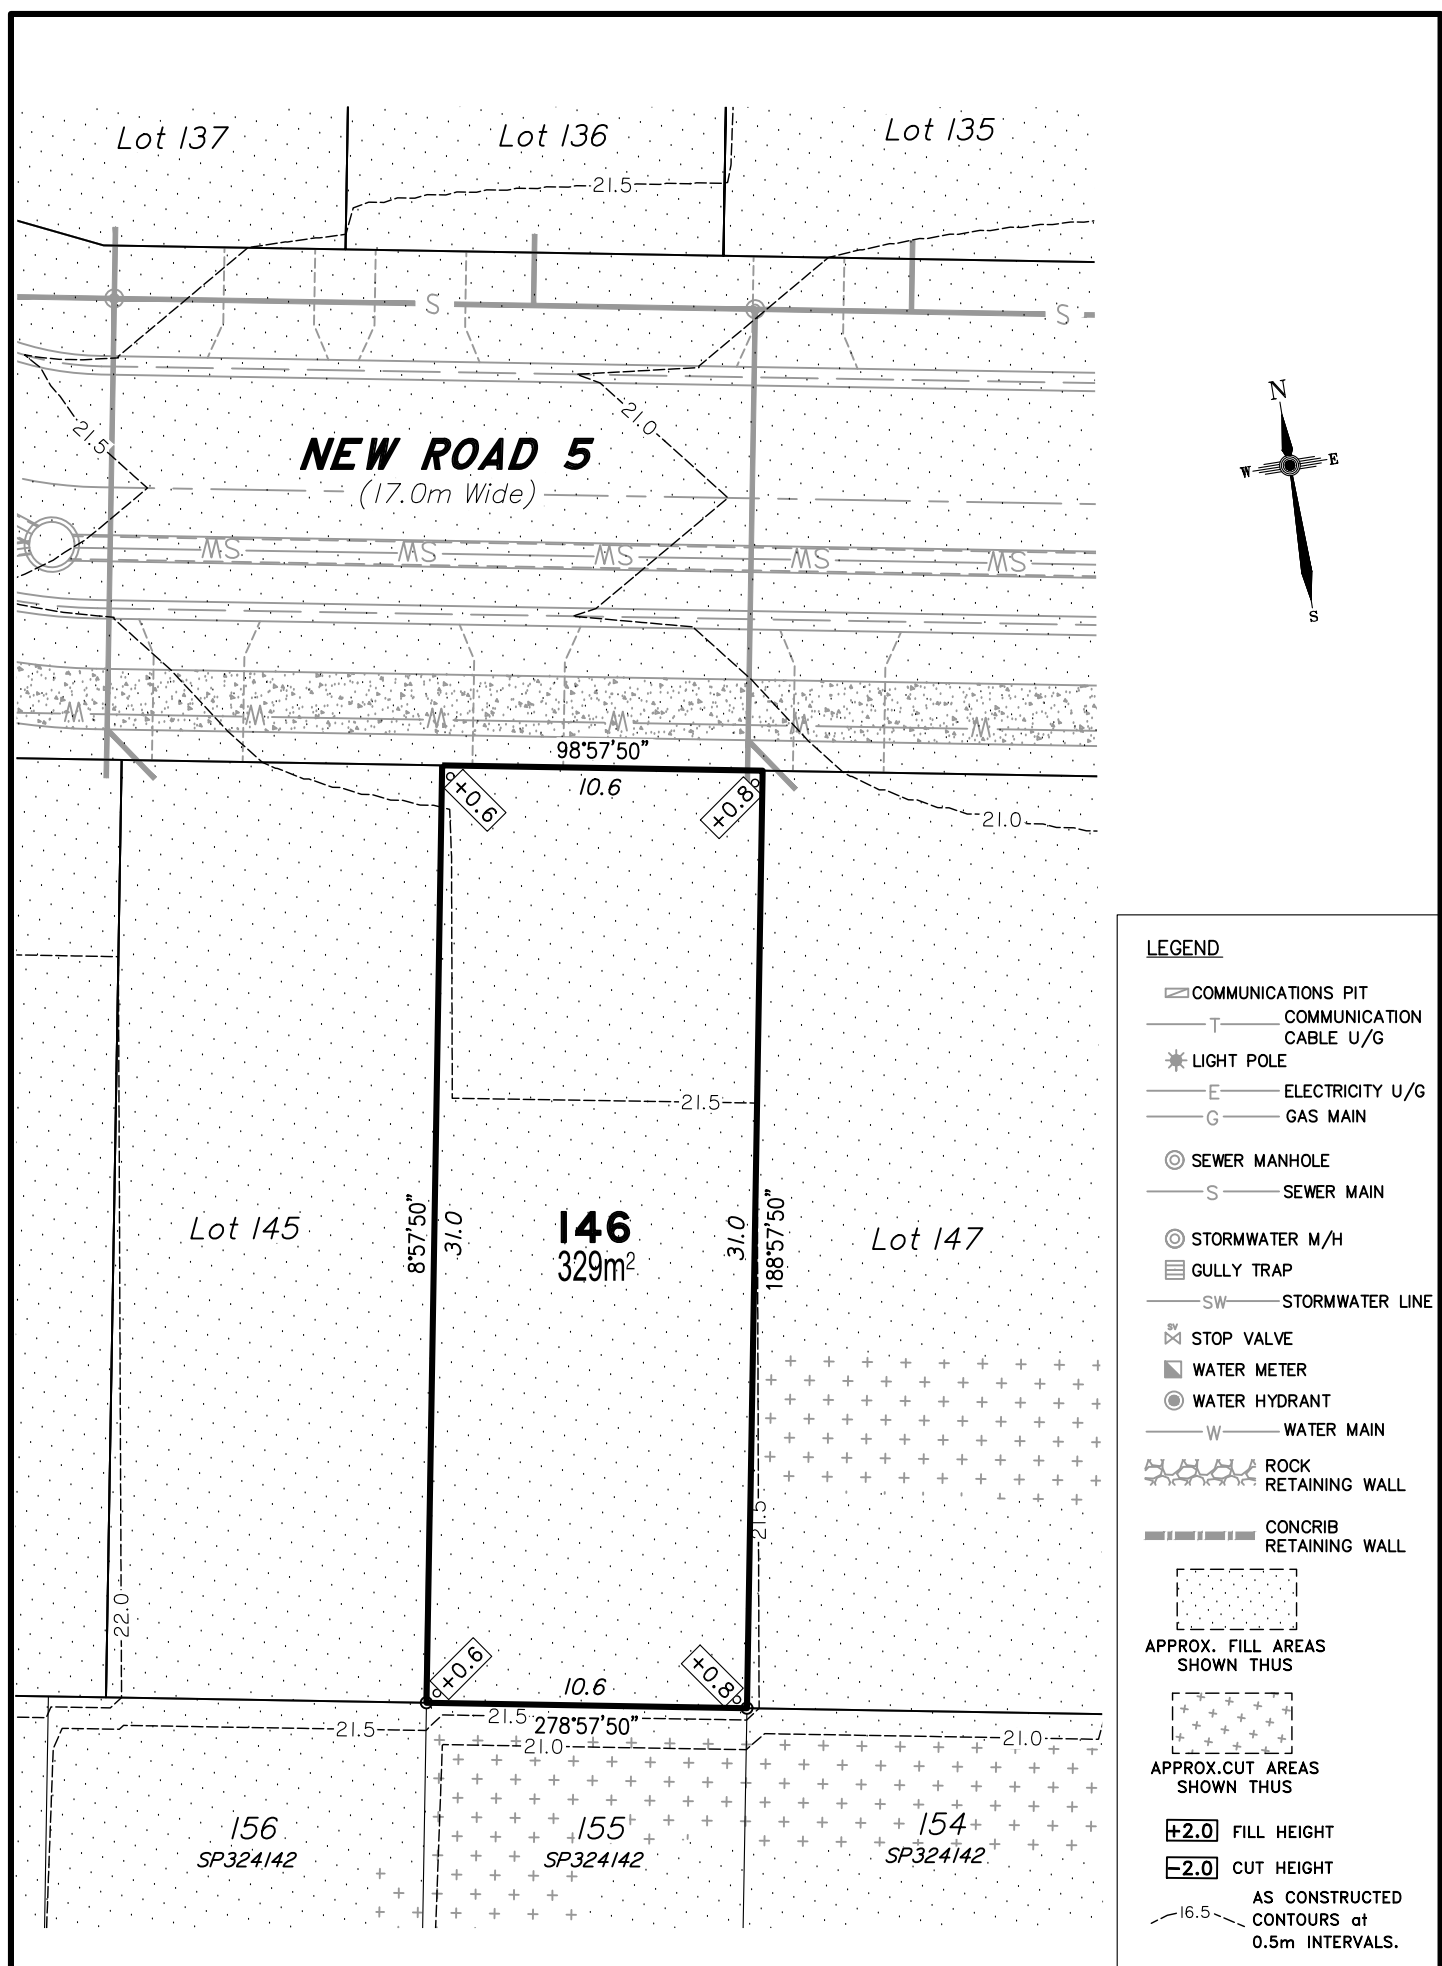 Lot 137
Lot 136
Lot 135
21.5
S
S
N
W
E
S
21.5
21.0
NEW ROAD 5
(17.0m Wide)
MS
MS
MS
MS
MS
W
W
W
W
W
W
98°57'50"
+0.6
10.6
+0.8
21.0
21.5
8°57'50"
31.0
146
329m²
31.0
188°57'50"
Lot 145
Lot 147
21.5
22.0
+0.6
10.6
+0.8
21.5
21.5
278°57'50"
21.0
21.0
156
SP324142
155
SP324142
154
SP324142
LEGEND
COMMUNICATIONS PIT
T
COMMUNICATION
CABLE U/G
LIGHT POLE
E
ELECTRICITY U/G
G
GAS MAIN
SEWER MANHOLE
S
SEWER MAIN
STORMWATER M/H
GULLY TRAP
SW
STORMWATER LINE
SV
STOP VALVE
WATER METER
WATER HYDRANT
W
WATER MAIN
ROCK
RETAINING WALL
CONCRIB
RETAINING WALL
APPROX. FILL AREAS
SHOWN THUS
APPROX.CUT AREAS
SHOWN THUS
+2.0 FILL HEIGHT
-2.0 CUT HEIGHT
16.5
AS CONSTRUCTED
CONTOURS at
0.5m INTERVALS.